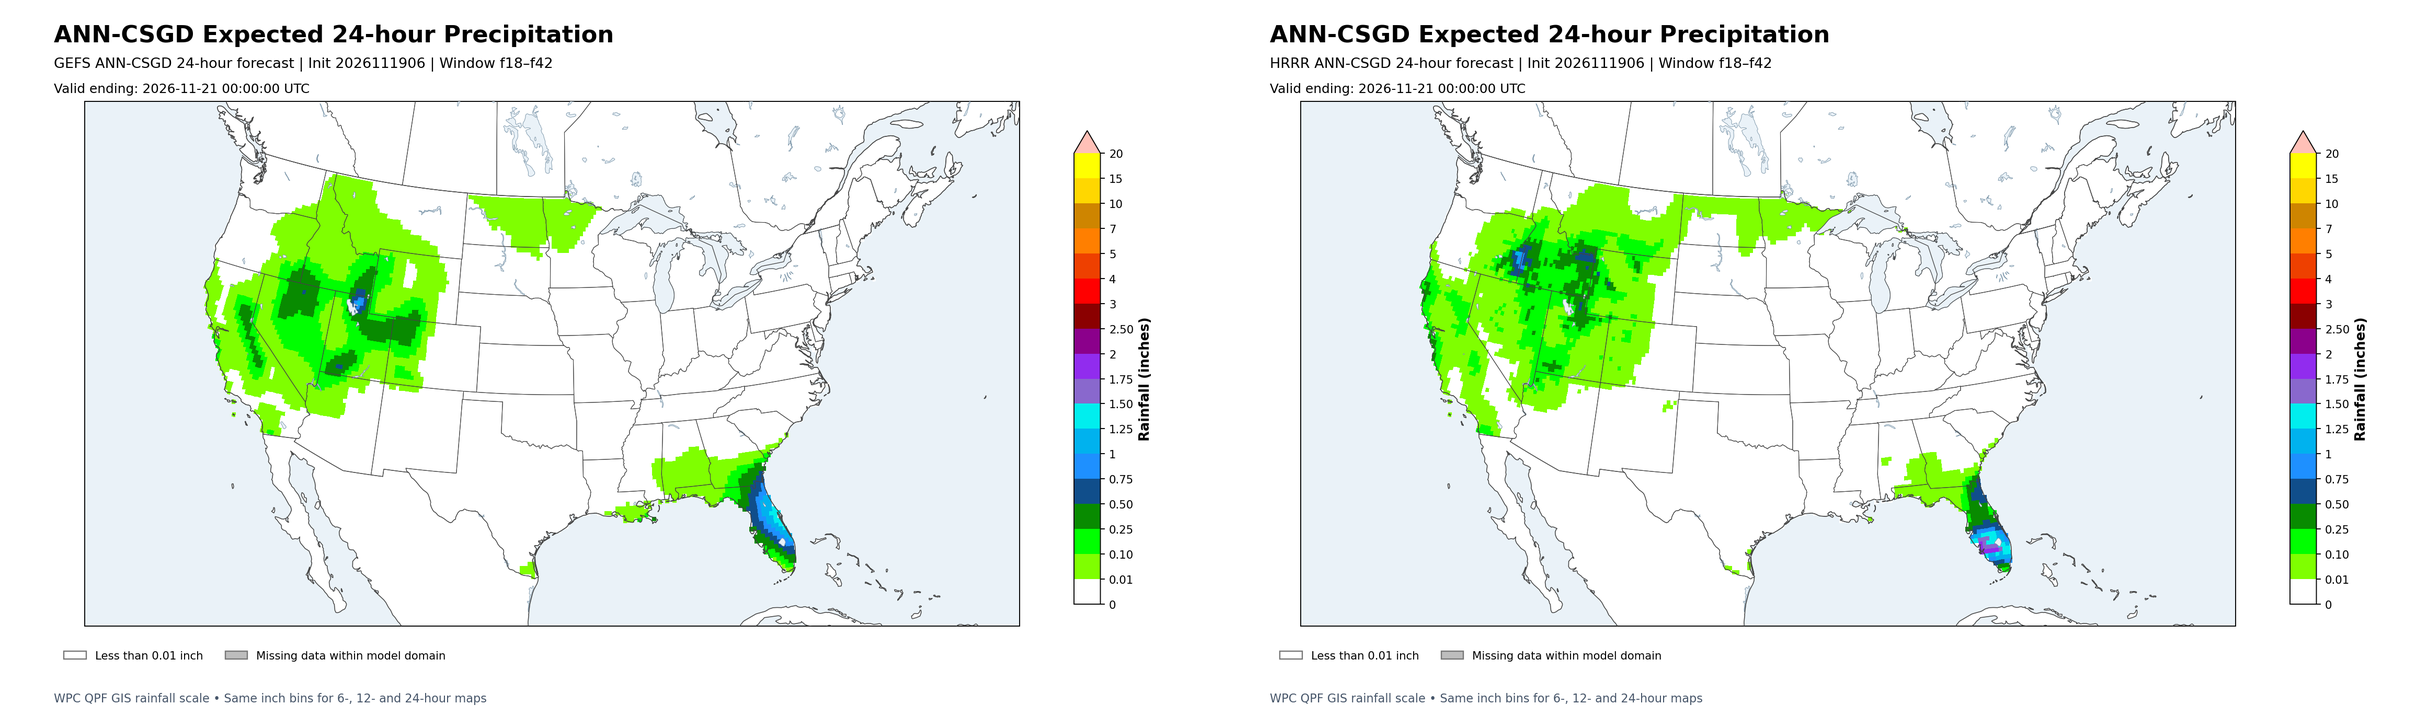 ANN-CSGD Expected 24-hour Precipitation
GEFS ANN-CSGD 24-hour forecast | Init 2026111906 | Window f18–f42
Valid ending: 2026-11-21 00:00:00 UTC
20
15
10
7
5
4
3
2.50
2
1.75
1.50
1.25
1
0.75
0.50
0.25
0.10
0.01
0
Rainfall (inches)
Less than 0.01 inch
Missing data within model domain
WPC QPF GIS rainfall scale • Same inch bins for 6-, 12- and 24-hour maps
ANN-CSGD Expected 24-hour Precipitation
HRRR ANN-CSGD 24-hour forecast | Init 2026111906 | Window f18–f42
Valid ending: 2026-11-21 00:00:00 UTC
20
15
10
7
5
4
3
2.50
2
1.75
1.50
1.25
1
0.75
0.50
0.25
0.10
0.01
0
Rainfall (inches)
Less than 0.01 inch
Missing data within model domain
WPC QPF GIS rainfall scale • Same inch bins for 6-, 12- and 24-hour maps